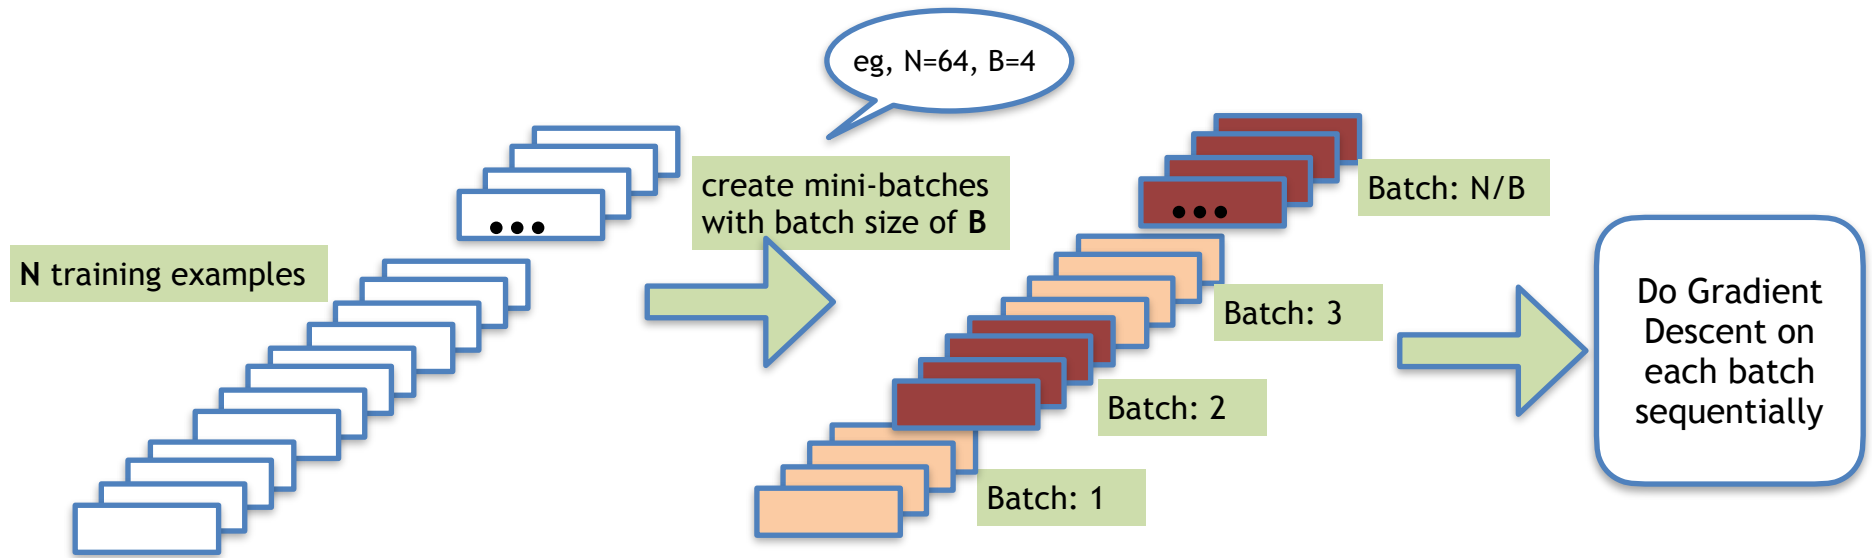 eg, N=64, B=4
N training examples
...
create mini-batches
with batch size of B
...
Batch: N/B
Batch: 3
Batch: 2
Batch: 1
Do Gradient
Descent on
each batch
sequentially